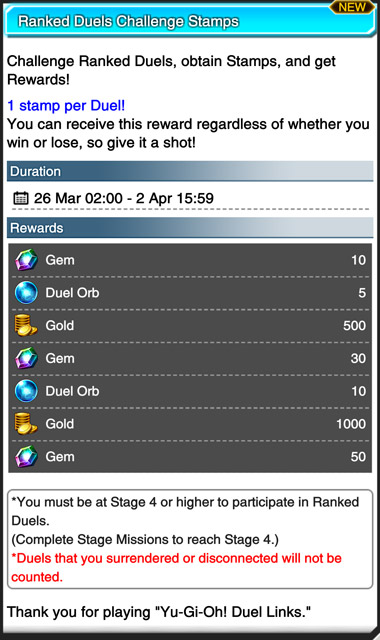 NEW
Ranked Duels Challenge Stamps
Challenge Ranked Duels, obtain Stamps, and get
Rewards!
1 stamp per Duel!
You can receive this reward regardless of whether you
win or lose, so give it a shot!
Duration
26 Mar 02:00 - 2 Apr 15:59
Rewards
Gem 10
Duel Orb 5
Gold 500
Gem 30
Duel Orb 10
Gold 1000
Gem 50
*You must be at Stage 4 or higher to participate in Ranked
Duels.
(Complete Stage Missions to reach Stage 4.)
*Duels that you surrendered or disconnected will not be
counted.
Thank you for playing "Yu-Gi-Oh! Duel Links."